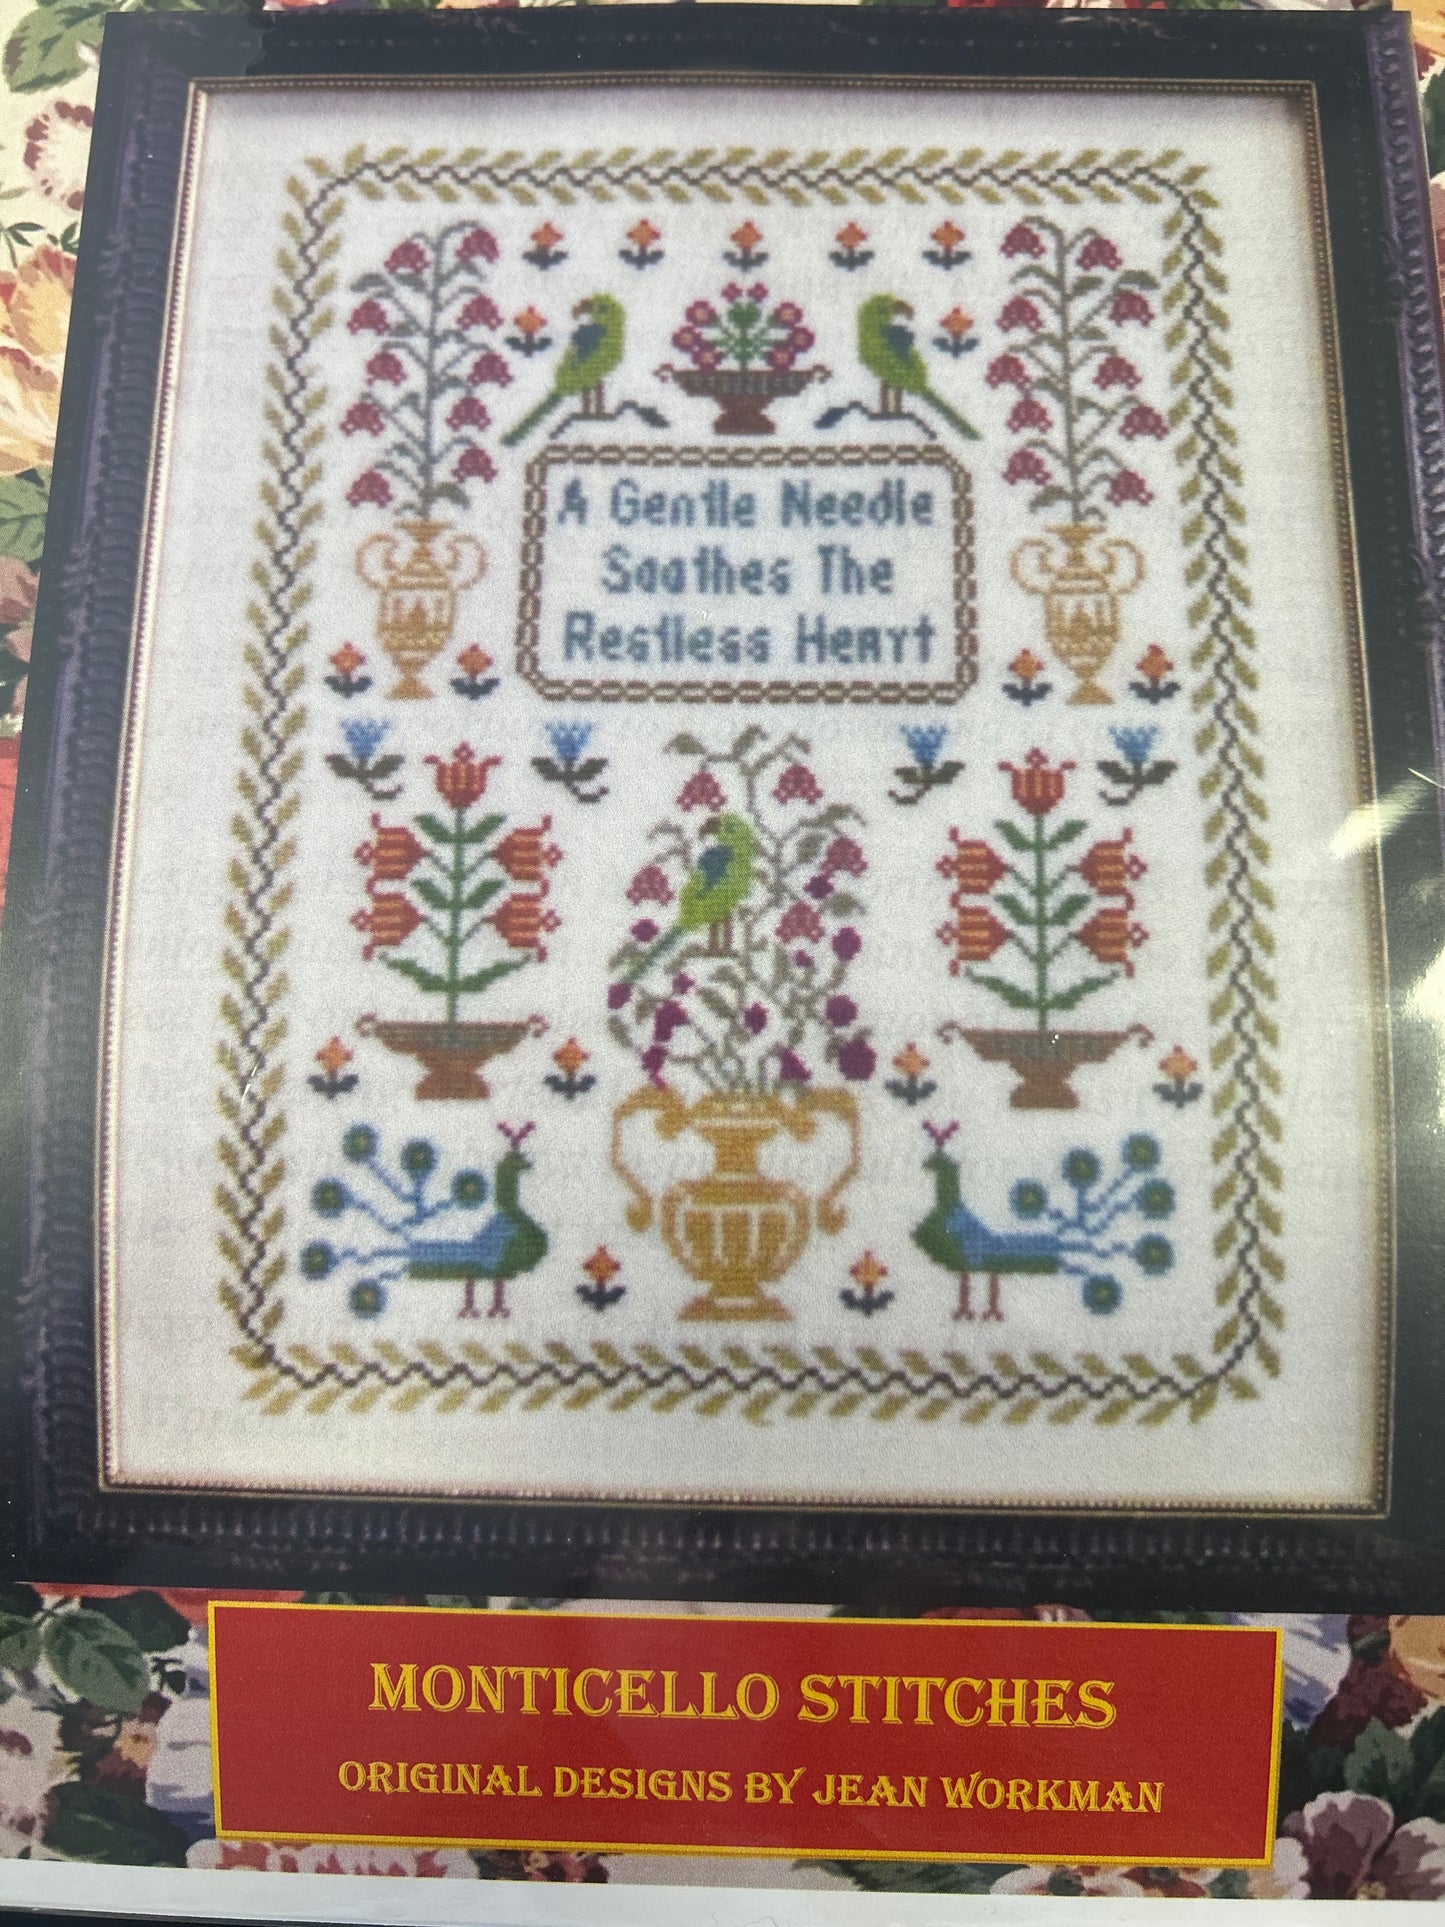 A Gentle Needle
Soothes The
Restless Heart
MONTICELLO STITCHES
ORIGINAL DESIGNS BY JEAN WORKMAN